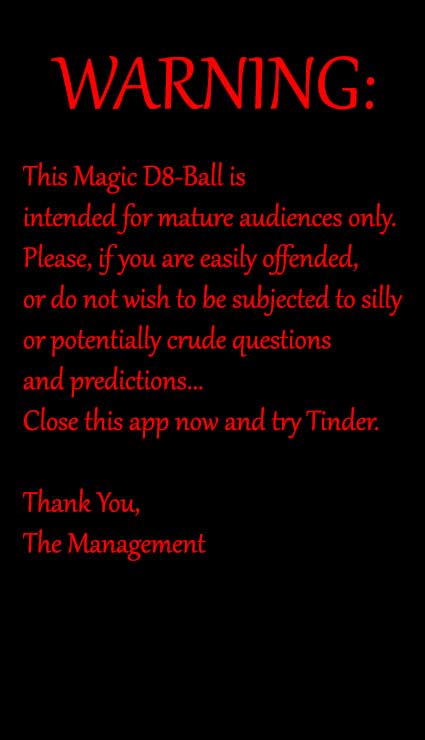 WARNING:
This Magic D8-Ball is
intended for mature audiences only.
Please, if you are easily offended,
or do not wish to be subjected to silly
or potentially crude questions
and predictions...
Close this app now and try Tinder.
Thank You,
The Management